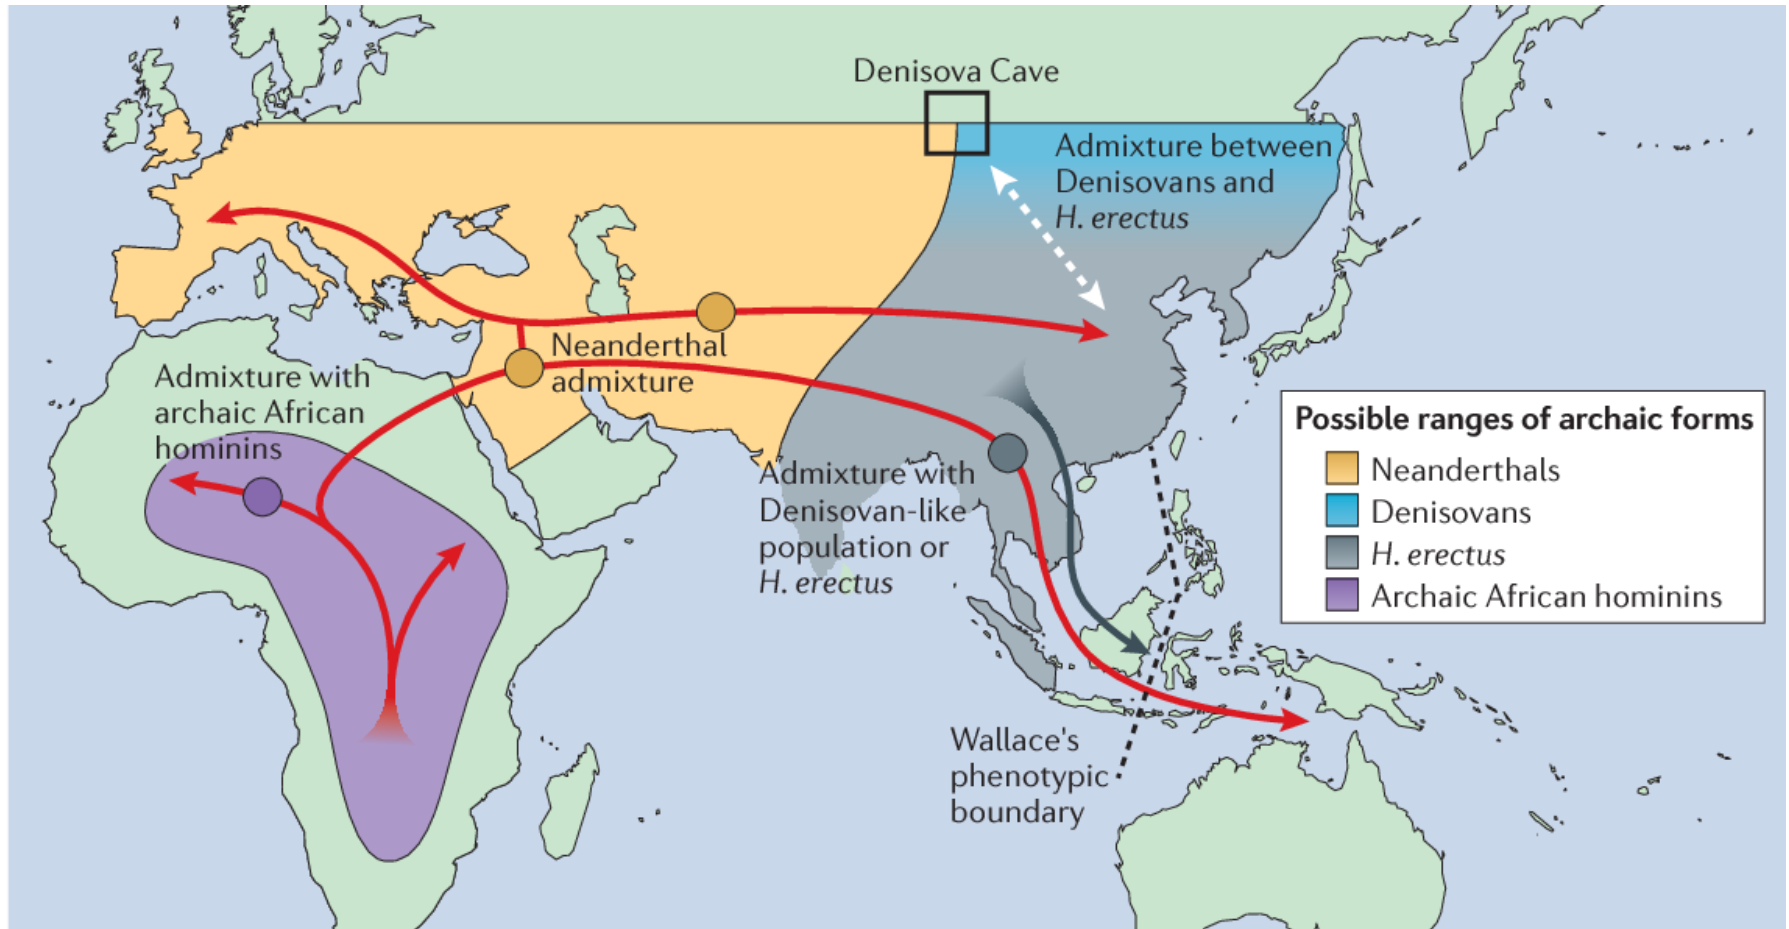 Denisova Cave
Admixture between
Denisovans and
H. erectus
Neanderthal
admixture
Admixture with
archaic African
hominins
Admixture with
Denisovan-like
population or
H. erectus
Wallace's
phenotypic
boundary
Possible ranges of archaic forms
Neanderthals
Denisovans
H. erectus
Archaic African hominins